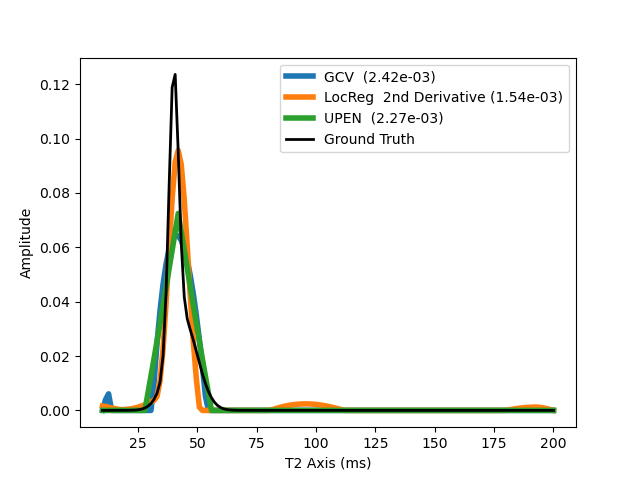 GCV (2.42e-03)
LocReg 2nd Derivative (1.54e-03)
UPEN (2.27e-03)
Ground Truth
Amplitude
0.12
0.10
0.08
0.06
0.04
0.02
0.00
25 50 75 100 125 150 175 200
T2 Axis (ms)